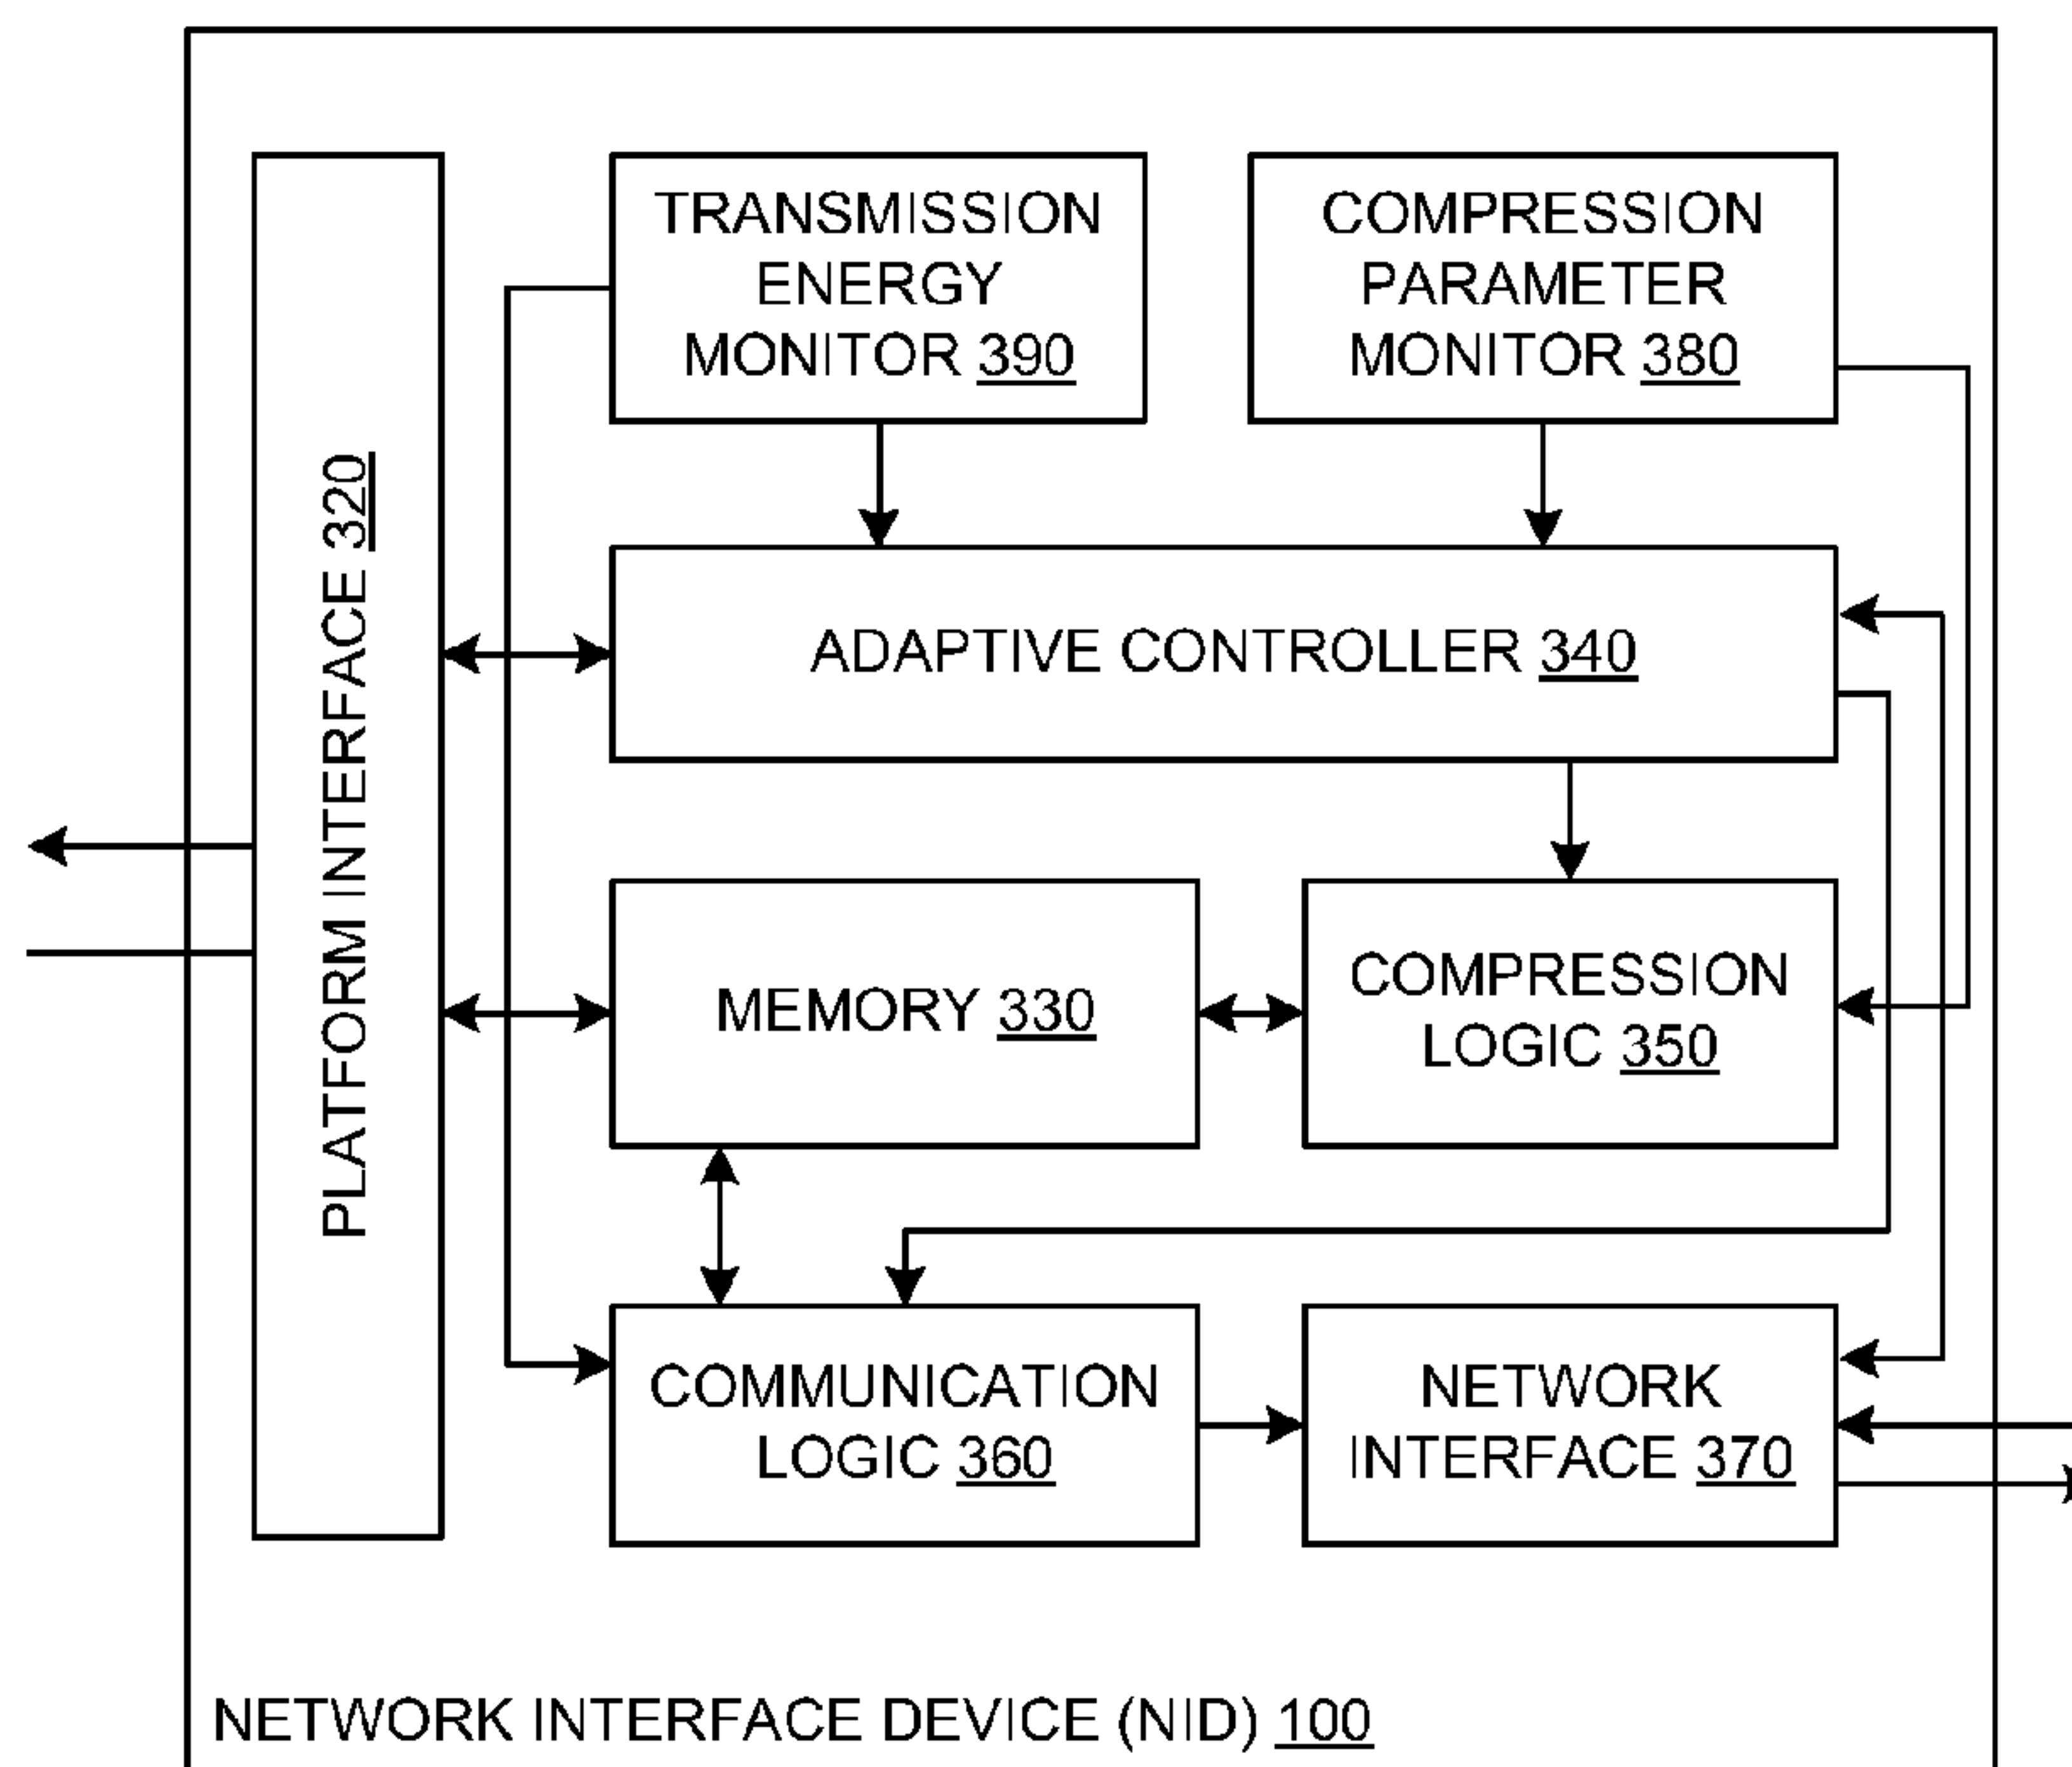 PLATFORM INTERFACE 320
TRANSMISSION
ENERGY
MONITOR 390
COMPRESSION
PARAMETER
MONITOR 380
ADAPTIVE CONTROLLER 340
MEMORY 330
COMPRESSION
LOGIC 350
COMMUNICATION
LOGIC 360
NETWORK
INTERFACE 370
NETWORK INTERFACE DEVICE (NID) 100